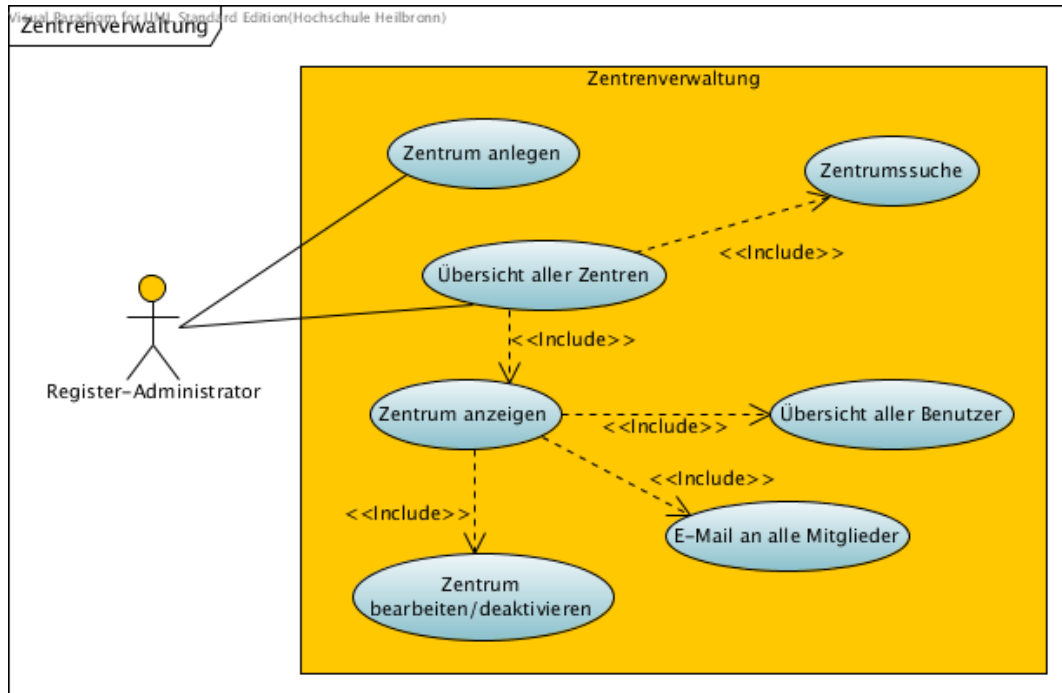 Visual Paradigm for UML Standard Edition(Hochschule Heilbronn)
Zentrenverwaltung
Zentrenverwaltung
Zentrum anlegen
Zentrumssuche
<<Include>>
Übersicht aller Zentren
<<Include>>
Register-Administrator
Zentrum anzeigen
<<Include>>
Übersicht aller Benutzer
<<Include>>
<<Include>>
E-Mail an alle Mitglieder
Zentrum
bearbeiten/deaktivieren